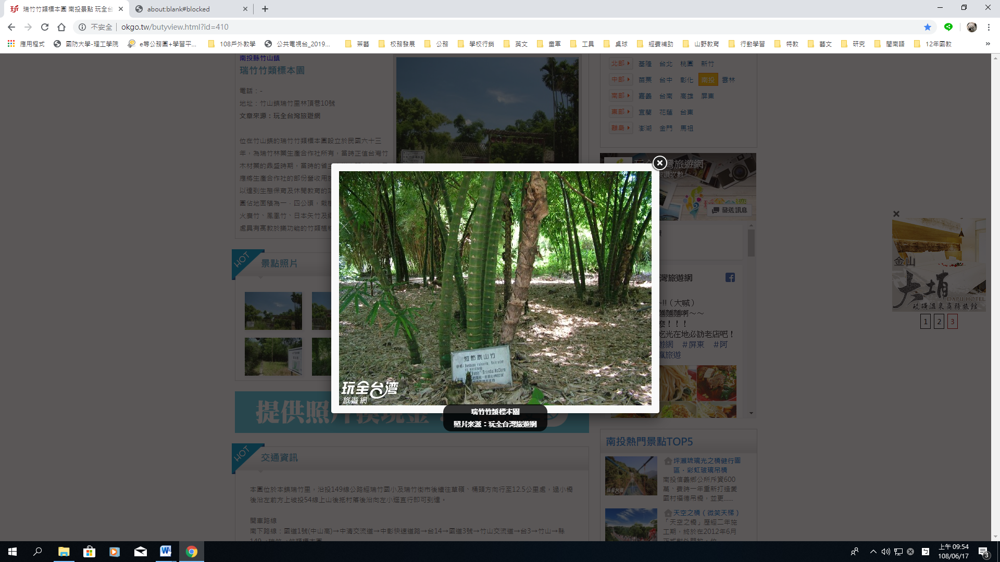 瑞竹竹類標本園 南投景點 玩全台
about:blank#blocked
不安全
okgo.tw/butyview.html?id=410
應用程式
國防大學-理工學院
e等公務園+學習平...
108戶外教學
公共電視台_2019...
茶藝
校務發展
公務
學校行銷
英文
童軍
工具
桌球
經費補助
山野教育
行動學習
特教
藝文
研究
閩南語
12年國教
»
南投縣竹山鎮
瑞竹竹類標本園
電話：-
地址：竹山鎮瑞竹里林頂巷10號
文章來源：玩全台灣旅遊網
位在竹山鎮的瑞竹竹類標本園設立於民國六十三
年，為瑞竹林業生產合作社所有，當時正值台灣竹
木材業的鼎盛時期，當時的省主
應將生產合作社的部份營收用於
以達到生態保育及休閒教育的功
園佔地面積為一．四公頃，栽植
火廣竹、鳳凰竹、日本矢竹及
處具有寓教於樂功能的竹類植物
北部 基隆 台北 桃園 新竹
中部 苗栗 台中 彰化 南投 雲林
南部 嘉義 台南 高雄 屏東
東部 宜蘭 花蓮 台東
離島 澎湖 金門 馬祖
玩全台灣旅遊網
按讚次數
發送訊息
灣旅遊網
~!!（大喊）
麵麵麵啊～～
麼！！！
吃光在地必訪老店吧！
遊網 #屏東 #阿
瘋旅遊
金山
大埔
DAPU HOTEL
硫磺溫泉商務旅館
1 2 3
短節泰山竹
玩全台灣
旅遊網
瑞竹竹類標本園
照片來源：玩全台灣旅遊網
HOT
景點照片
提供照片換現金
HOT
交通資訊
本園位於本鎮瑞竹里，沿投149線公路經瑞竹國小及瑞竹街市後續往草嶺、桶頭方向行至12.5公里處，過小橋
後沿左前方上坡投54線上山後抵村落後沿向左小徑直行即可到達。
開車路線
南下路線：國道1號(中山高)→中清交流道→中彰快速道路→台14→國道3號→竹山交流道→台3→竹山→縣
149→瑞竹→竹類標本園
南投熱門景點TOP5
坪瀨琉璃光之橋健行園
區．彩虹玻璃吊橋
南投信義鄉公所斥資600
萬、費時一年重新打造愛
國村福德吊橋，並更......
天空之橋（微笑天梯）
「天空之橋」歷經二年施
工期，終於在2012年6月
上午 09:54
108/06/17
3